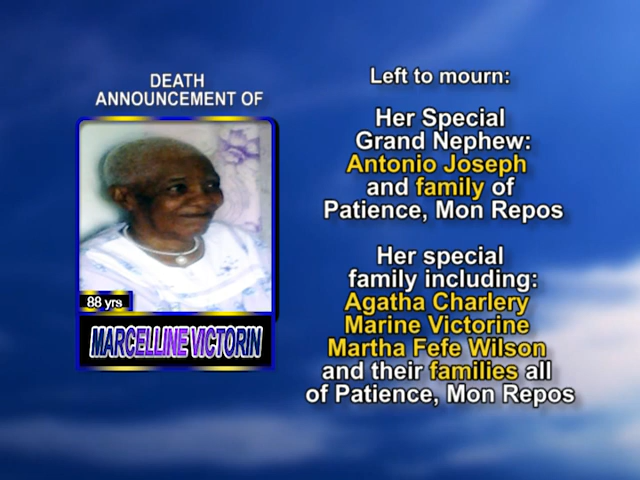 DEATH
ANNOUNCEMENT OF
88 yrs
MARCELLINE VICTORIN
Left to mourn:
Her Special
Grand Nephew:
Antonio Joseph
and family of
Patience, Mon Repos
Her special
family including:
Agatha Charlery
Marine Victorine
Martha Fefe Wilson
and their families all
of Patience, Mon Repos